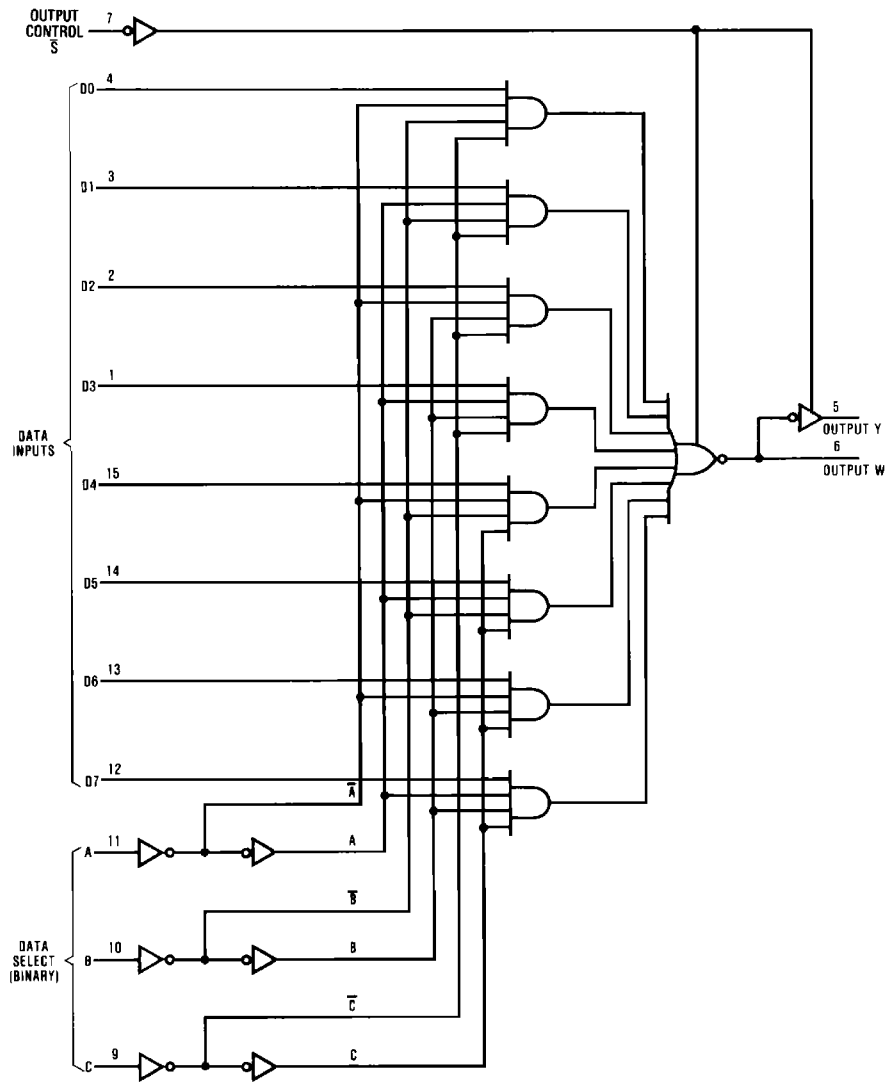 OUTPUT
CONTROL
S̅
7
D0 4
D1 3
D2 2
D3 1
DATA
INPUTS
D4 15
D5 14
D6 13
D7 12
5
OUTPUT Y
6
OUTPUT W
A̅
A 11
A
B̅
DATA
SELECT
(BINARY)
B 10
B
C̅
C 9
C